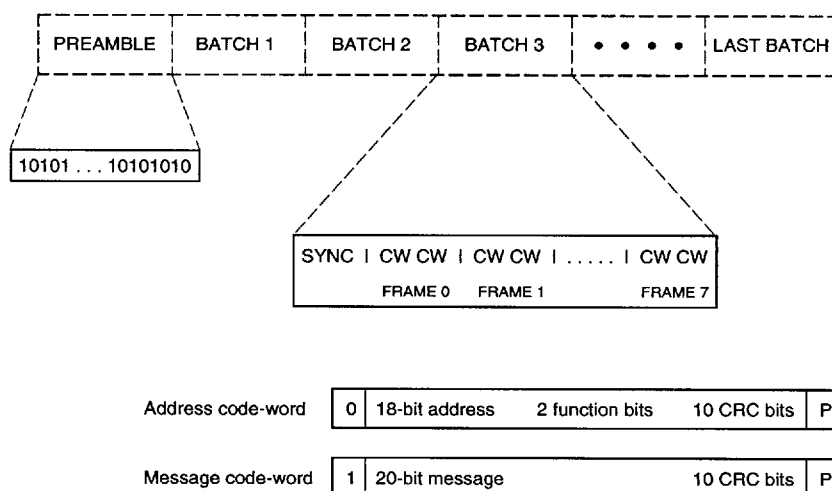 PREAMBLE BATCH 1 BATCH 2 BATCH 3 • • • • LAST BATCH
10101 . . . 10101010
SYNC | CW CW | CW CW | . . . . . | CW CW
FRAME 0 FRAME 1 FRAME 7
Address code-word 0 18-bit address 2 function bits 10 CRC bits P
Message code-word 1 20-bit message 10 CRC bits P